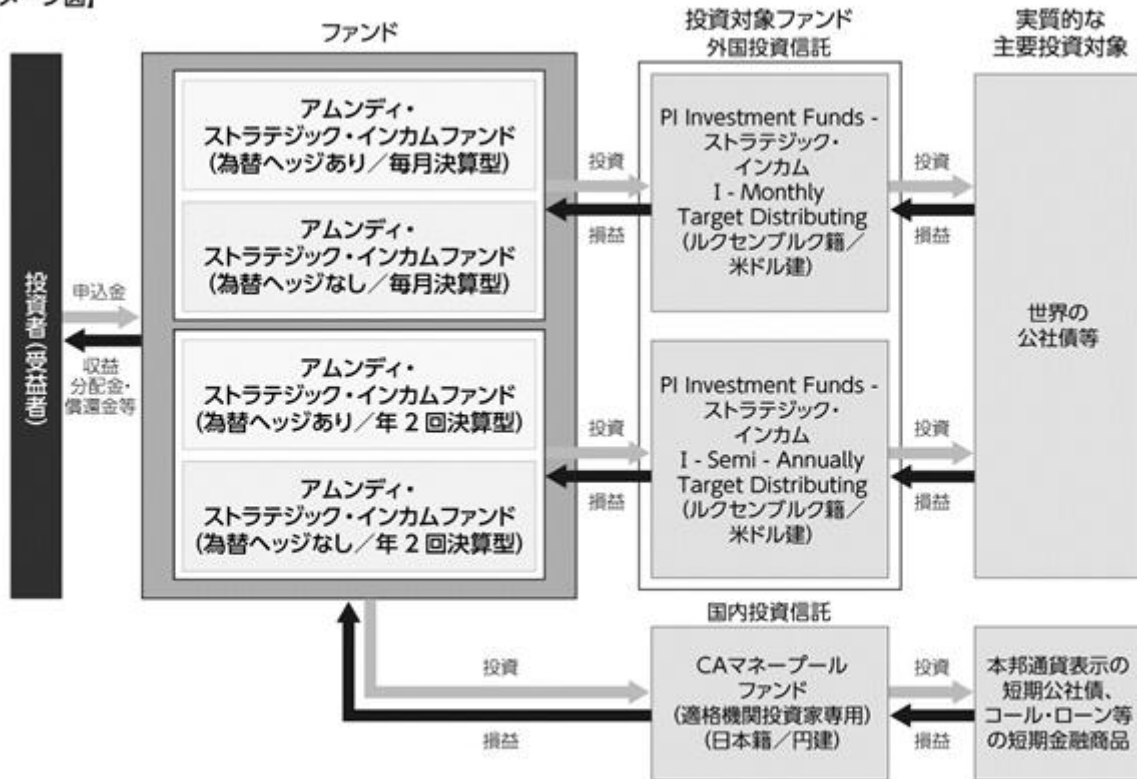 ファンド
投資対象ファンド
外国投資信託
実質的な
主要投資対象
投資者(受益者)
申込金
収益
分配金・
償還金等
アムンディ・
ストラテジック・インカムファンド
(為替ヘッジあり/毎月決算型)
アムンディ・
ストラテジック・インカムファンド
(為替ヘッジなし/毎月決算型)
アムンディ・
ストラテジック・インカムファンド
(為替ヘッジあり/年2回決算型)
アムンディ・
ストラテジック・インカムファンド
(為替ヘッジなし/年2回決算型)
投資
損益
投資
損益
PI Investment Funds -
ストラテジック・
インカム
I - Monthly
Target Distributing
(ルクセンブルク籍/
米ドル建)
PI Investment Funds -
ストラテジック・
インカム
I - Semi - Annually
Target Distributing
(ルクセンブルク籍/
米ドル建)
投資
損益
投資
損益
世界の
公社債等
国内投資信託
投資
損益
CAマネープール
ファンド
(適格機関投資家専用)
(日本籍/円建)
投資
損益
本邦通貨表示の
短期公社債、
コール・ローン等
の短期金融商品